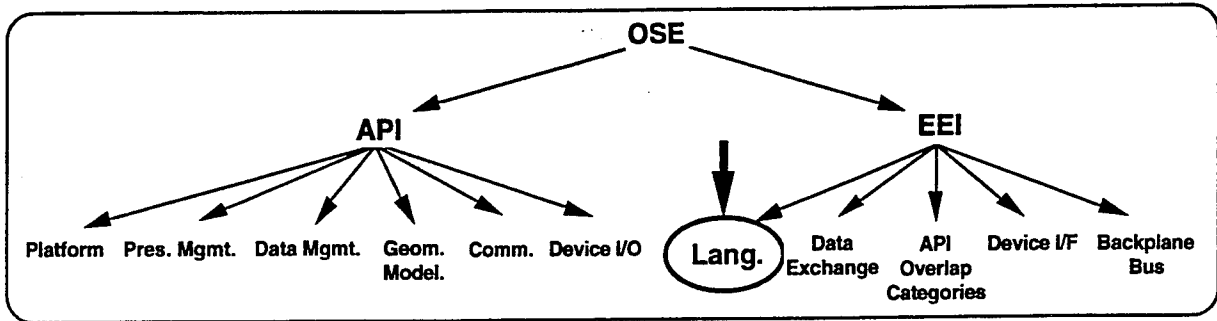 OSE
API
EEI
Platform
Pres. Mgmt.
Data Mgmt.
Geom.
Model.
Comm.
Device I/O
Lang.
Data
Exchange
API
Overlap
Categories
Device I/F
Backplane
Bus